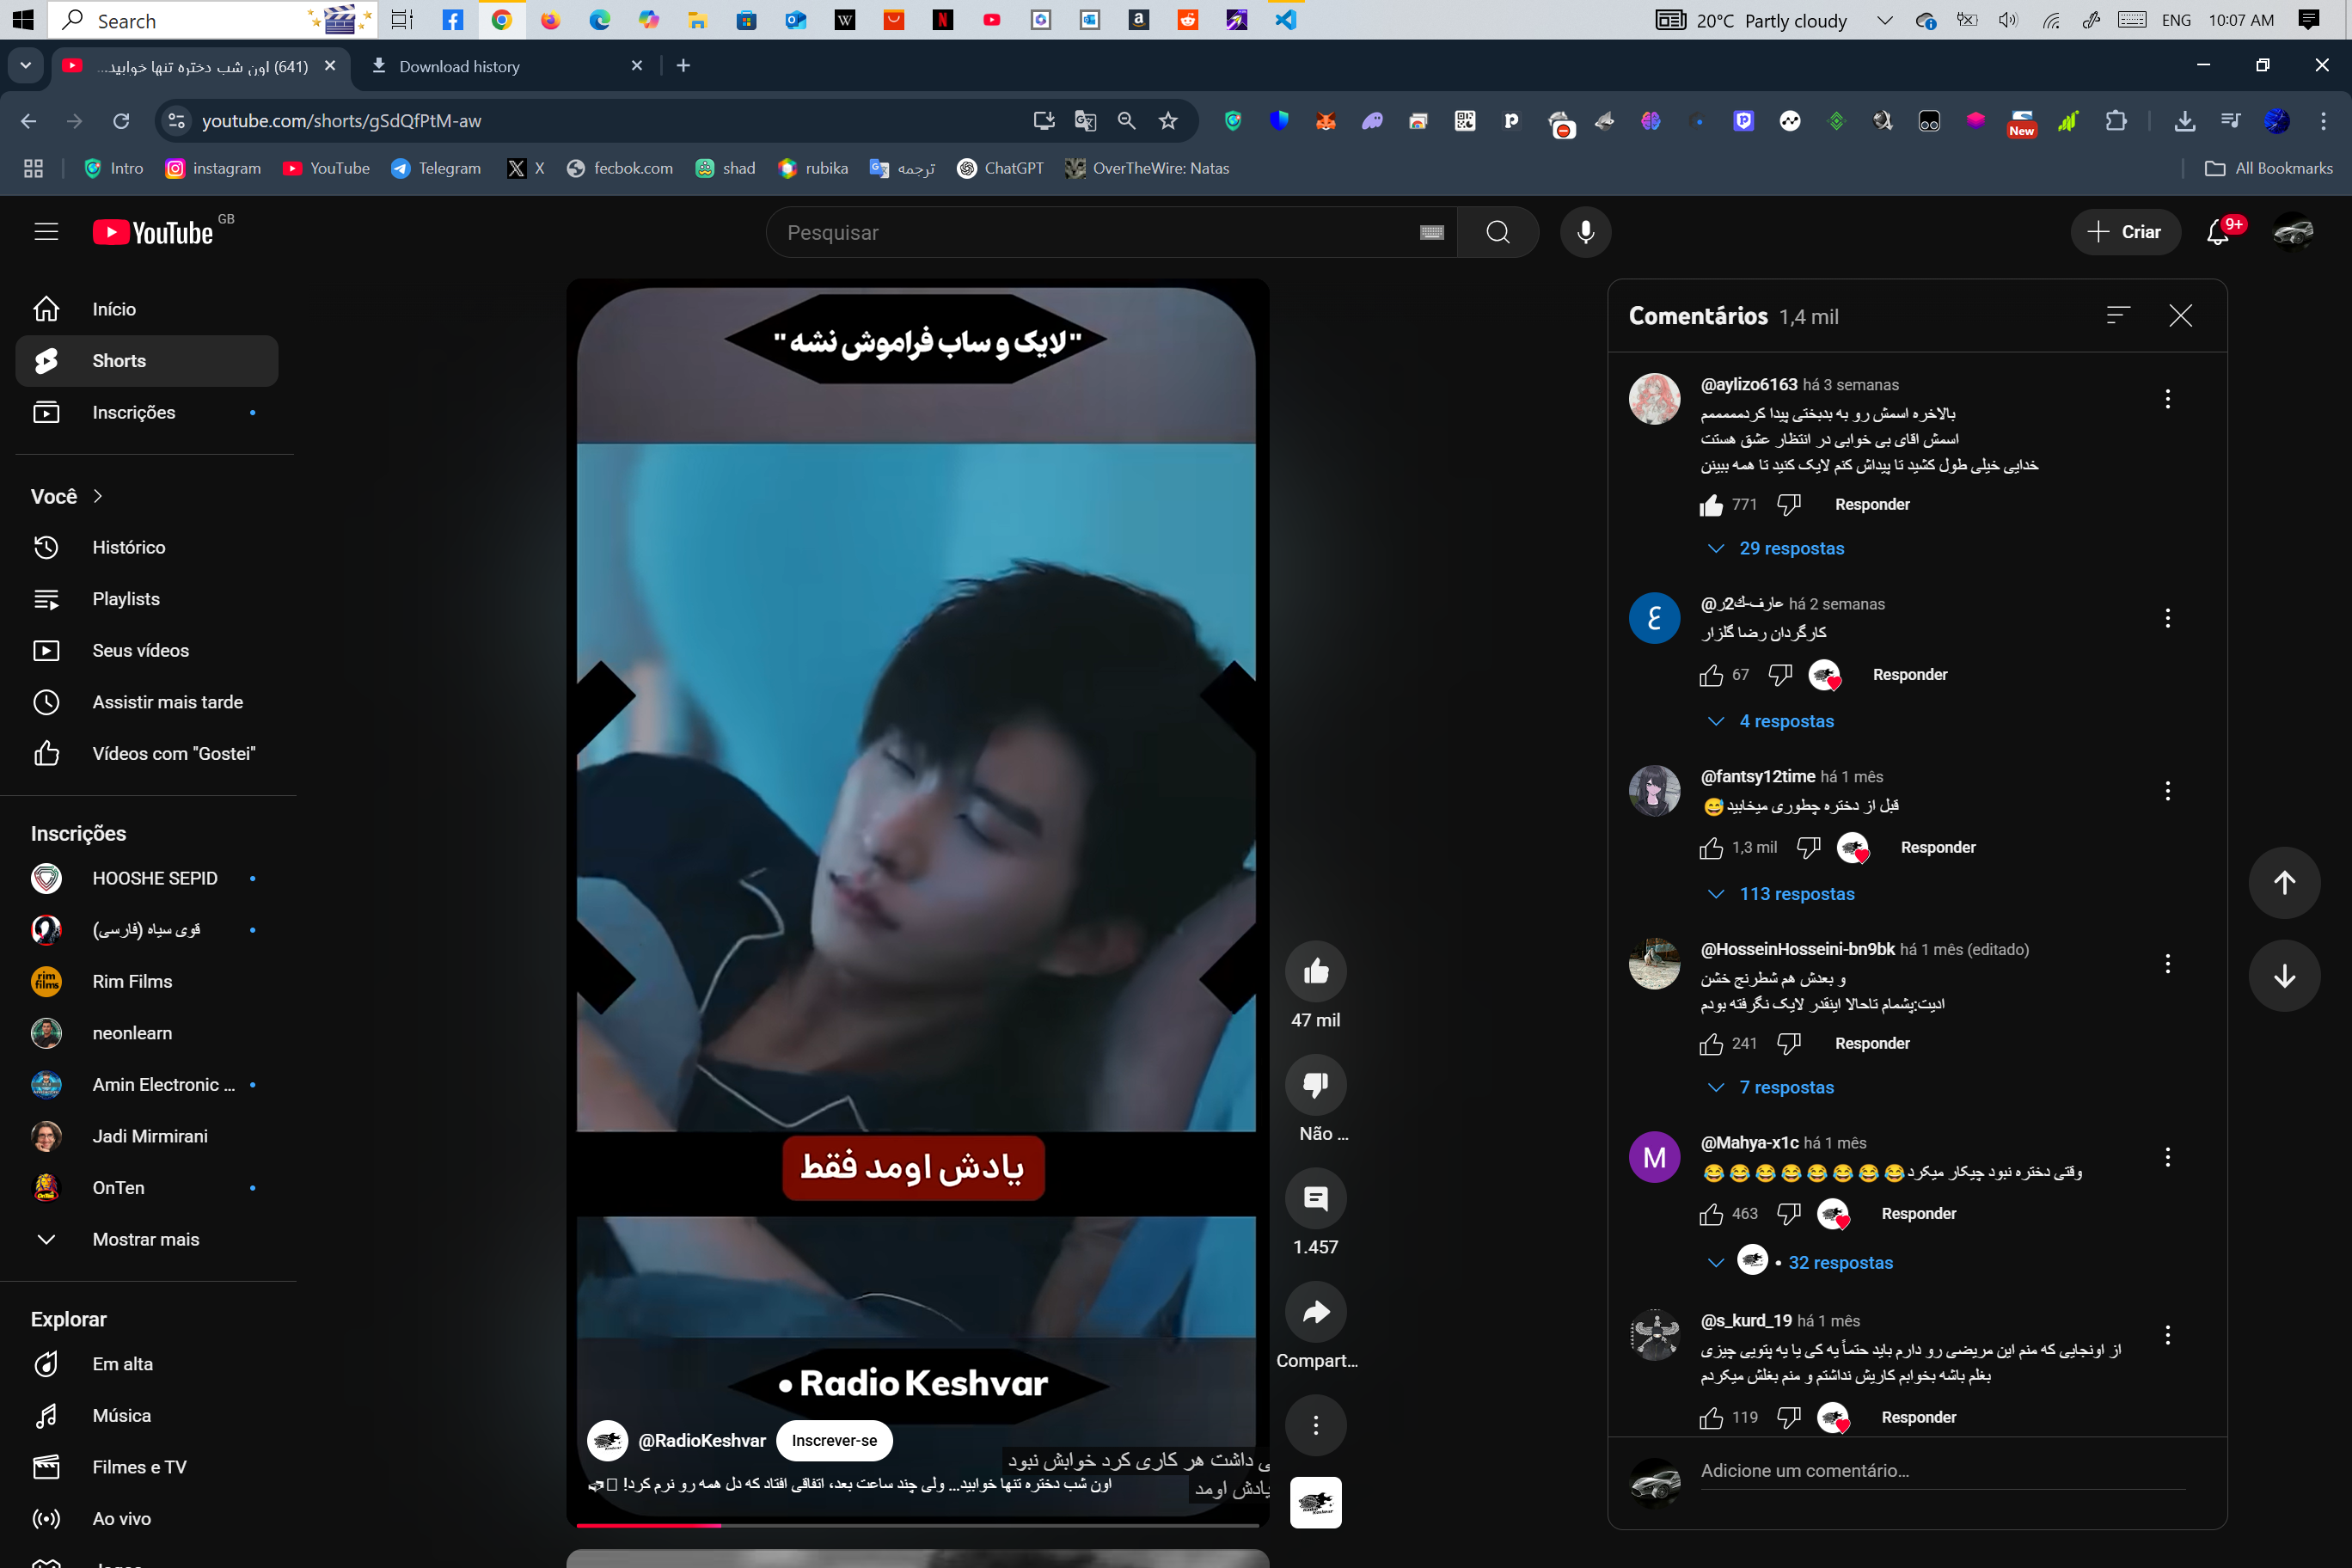 Search
20°C Partly cloudy
ENG
10:07 AM
(641) اون شب دختره تنها خوابید...
Download history
youtube.com/shorts/gSdQfPtM-aw
New
Intro
instagram
YouTube
Telegram
X
fecbok.com
shad
rubika
ترجمه
ChatGPT
OverTheWire: Natas
All Bookmarks
YouTube GB
Pesquisar
Criar
9+
Início
Shorts
Inscrições
Você
Histórico
Playlists
Seus vídeos
Assistir mais tarde
Vídeos com "Gostei"
Inscrições
HOOSHE SEPID
قوی سیاه (فارسی)
Rim Films
neonlearn
Amin Electronic ...
Jadi Mirmirani
OnTen
Mostrar mais
Explorar
Em alta
Música
Filmes e TV
Ao vivo
"لایک و ساب فراموش نشه"
یادش اومد فقط
• Radio Keshvar
@RadioKeshvar
Inscrever-se
ی داشت هر کاری کرد خوابش نبود
یادش اومد
اون شب دختره تنها خوابید... ولی چند ساعت بعد، اتفاقی افتاد که دل همه رو نرم کرد!
47 mil
Não ...
1.457
Compart...
Comentários 1,4 mil
@aylizo6163 há 3 semanas
بالاخره اسمش رو به بدبختی پیدا کردمممممم
اسمش اقای بی خوابی در انتظار عشق هستت
خدایی خیلی طول کشید تا پیداش کنم لایک کنید تا همه ببینن
771
Responder
29 respostas
@عارف-ك2ر há 2 semanas
کارگردان رضا گلزار
67
Responder
4 respostas
@fantsy12time há 1 mês
قبل از دختره چطوری میخابید😅
1,3 mil
Responder
113 respostas
@HosseinHosseini-bn9bk há 1 mês (editado)
و بعدش هم شطرنج خشن
ادیت:پشمام تاحالا اینقدر لایک نگرفته بودم
241
Responder
7 respostas
@Mahya-x1c há 1 mês
وقتی دختره نبود چیکار میکرد😂😂😂😂😂😂😂😂
463
Responder
• 32 respostas
@s_kurd_19 há 1 mês
از اونجایی که منم این مریضی رو دارم باید حتماً یه کی یا یه پتویی چیزی
بغلم باشه بخوابم کاریش نداشتم و منم بغلش میکردم
119
Responder
Adicione um comentário...